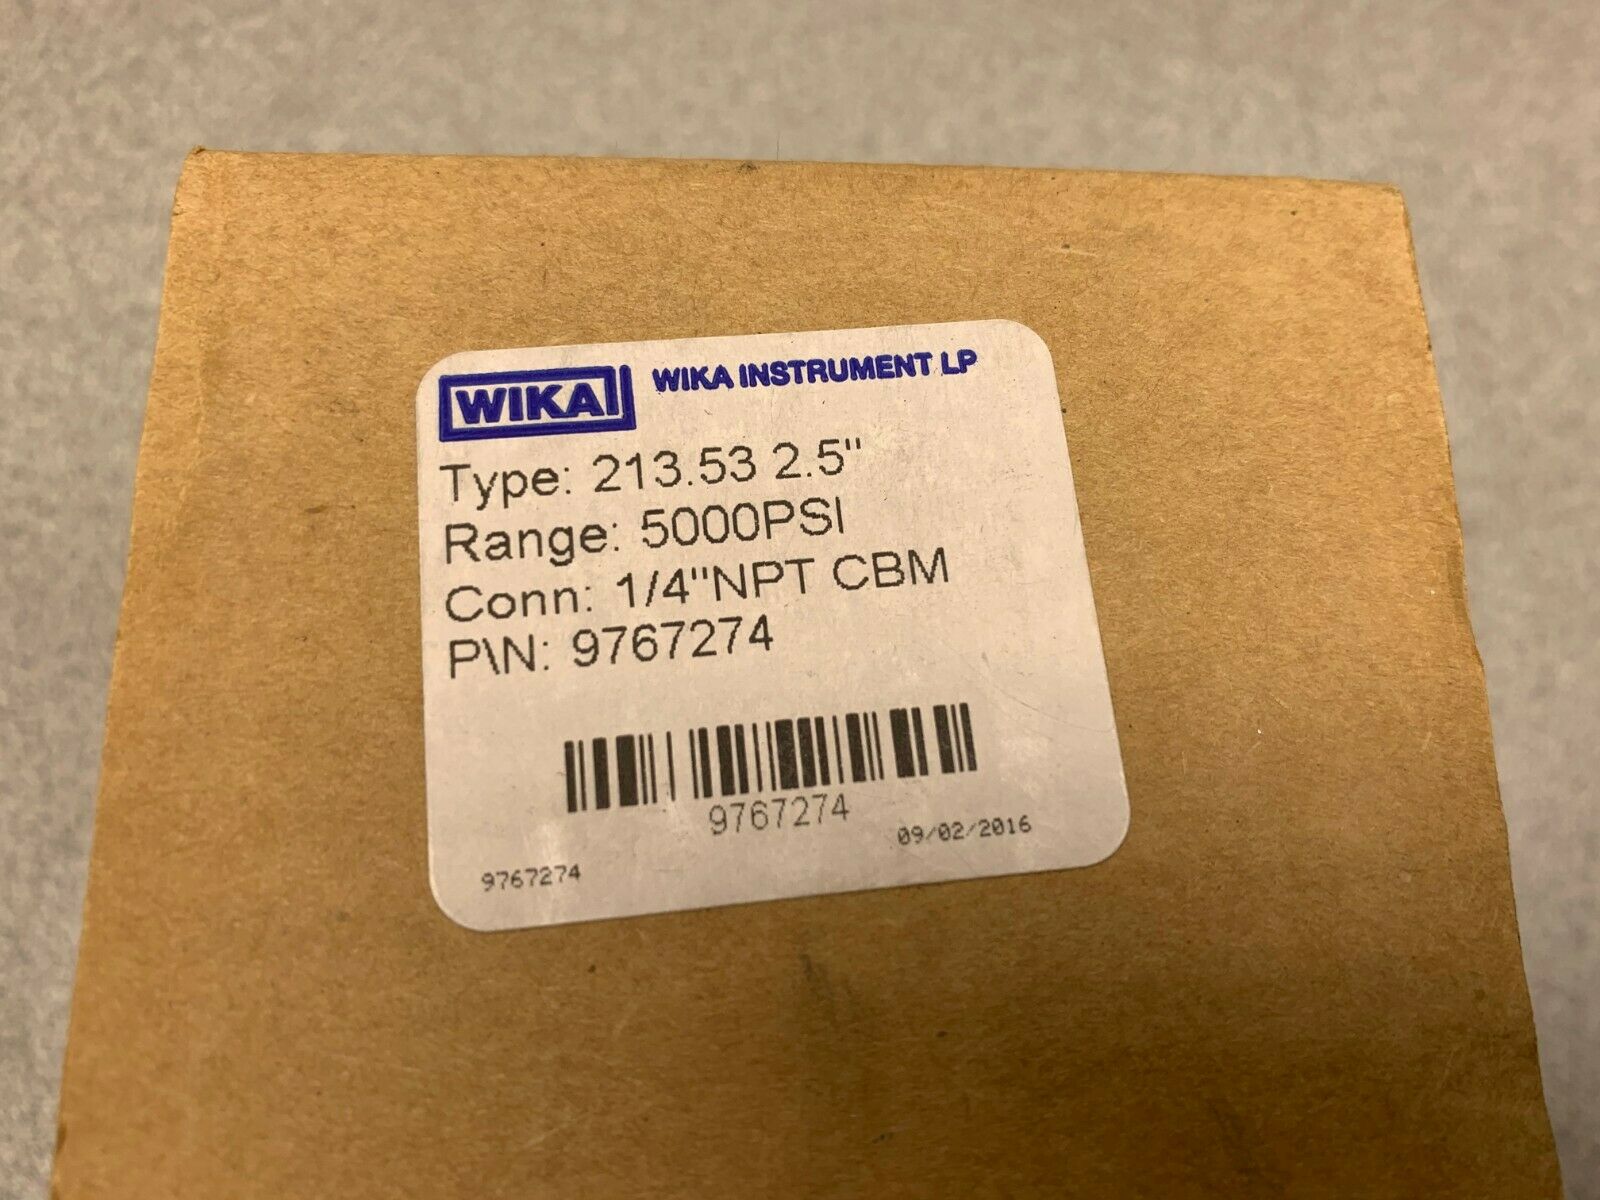 WIKA WIKA INSTRUMENT LP
Type: 213.53 2.5"
Range: 5000PSI
Conn: 1/4"NPT CBM
P\N: 9767274
9767274
09/02/2016
9767274